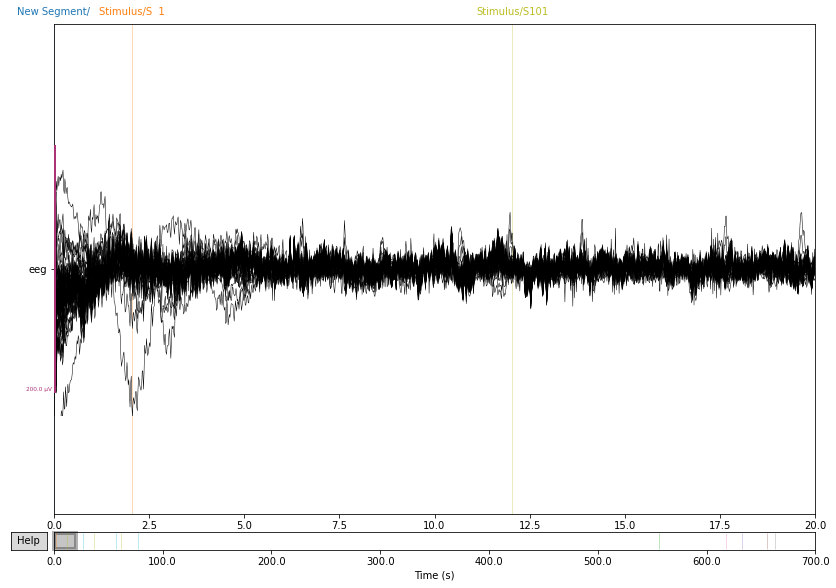 New Segment/ Stimulus/S  1 Stimulus/S101
eeg
200.0 µV
0.0 2.5 5.0 7.5 10.0 12.5 15.0 17.5 20.0
Help
0.0 100.0 200.0 300.0 400.0 500.0 600.0 700.0
Time (s)